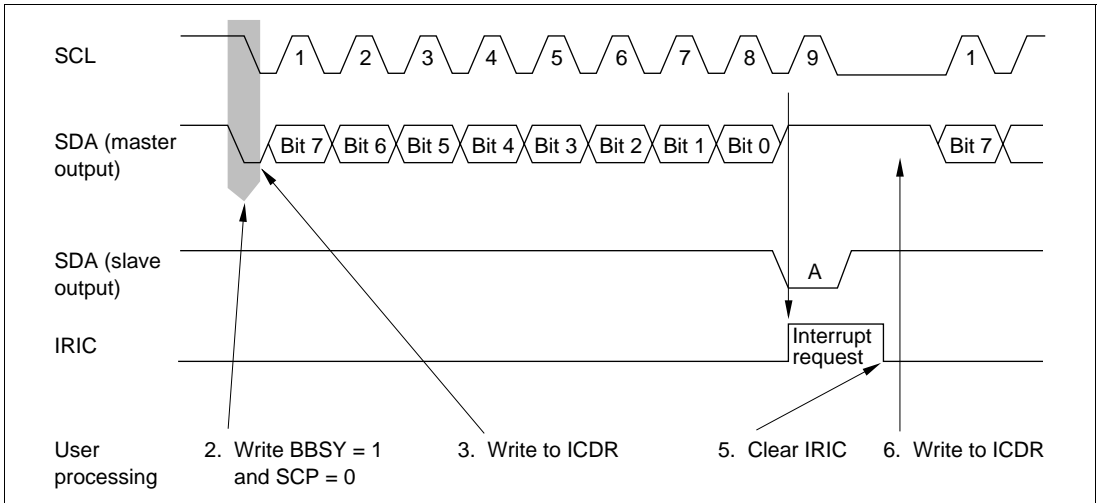 SCL
1 2 3 4 5 6 7 8 9 1
SDA (master
output)
Bit 7 Bit 6 Bit 5 Bit 4 Bit 3 Bit 2 Bit 1 Bit 0 Bit 7
SDA (slave
output)
A
IRIC
Interrupt
request
User
processing
2. Write BBSY = 1
and SCP = 0
3. Write to ICDR
5. Clear IRIC
6. Write to ICDR